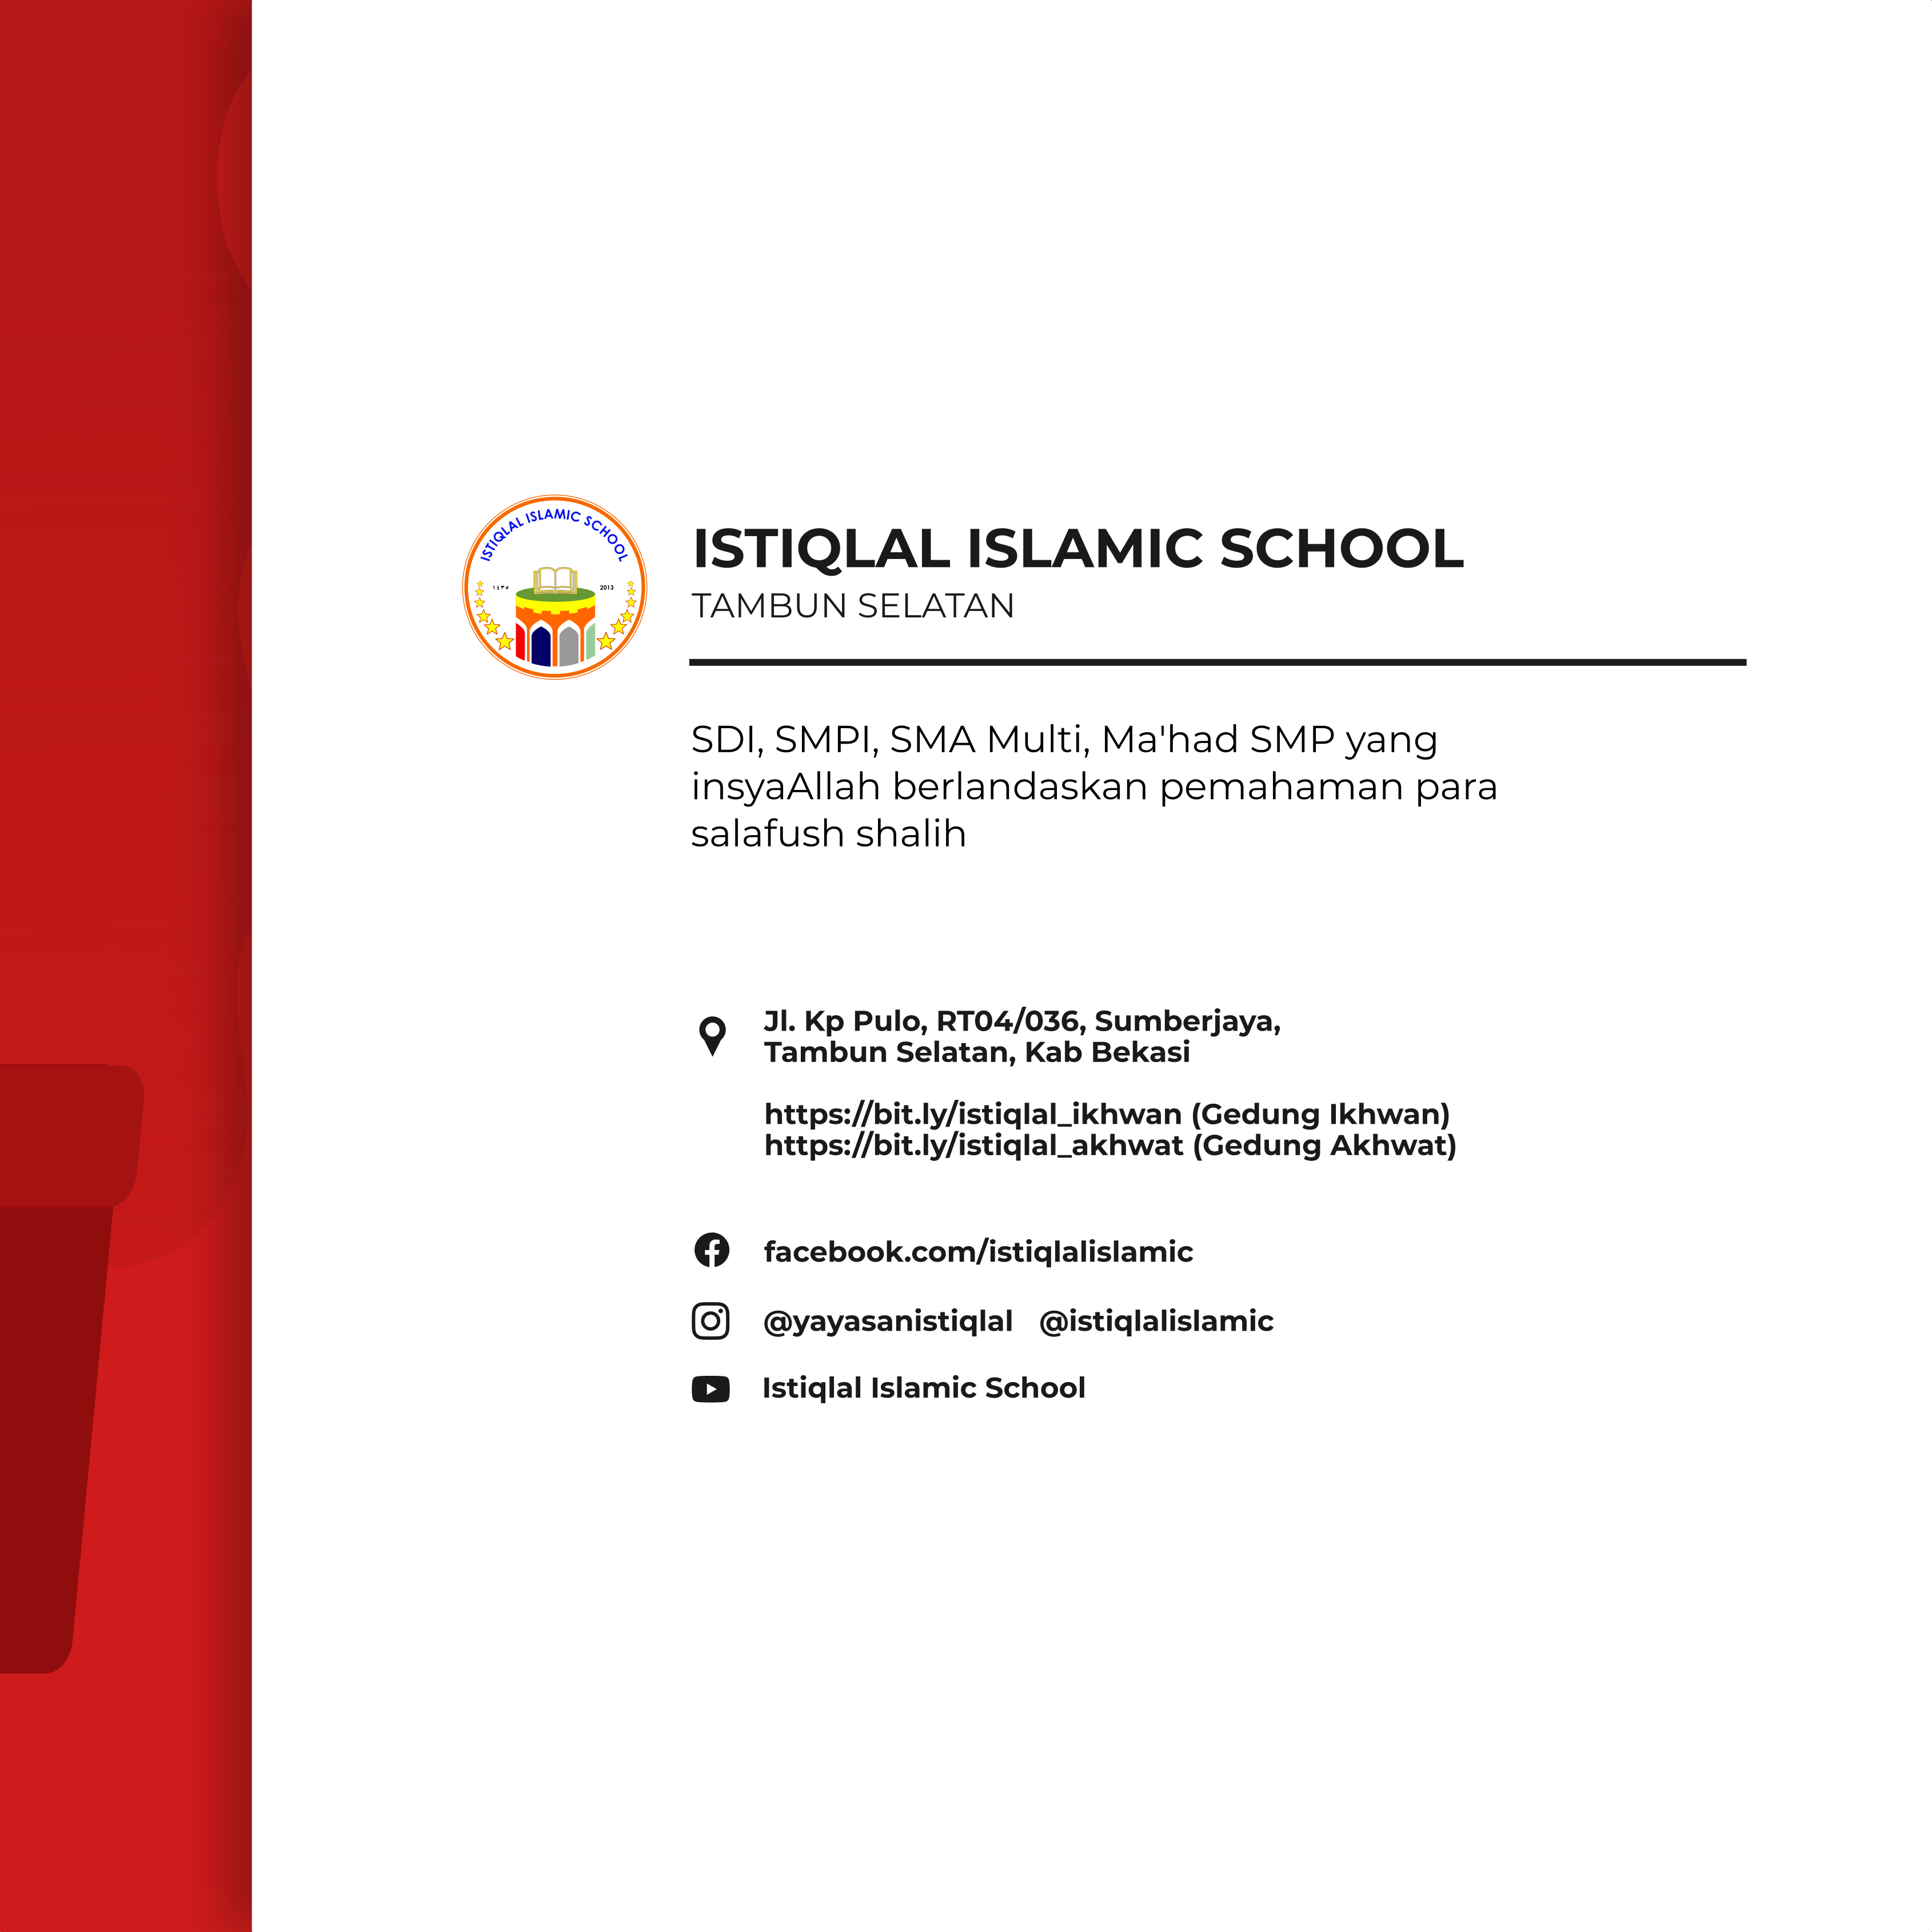 ISTIQLAL ISLAMIC SCHOOL
١٤٣٥
2013
ISTIQLAL ISLAMIC SCHOOL
TAMBUN SELATAN
SDI, SMPI, SMA Multi, Ma'had SMP yang
insyaAllah berlandaskan pemahaman para
salafush shalih
Jl. Kp Pulo, RT04/036, Sumberjaya,
Tambun Selatan, Kab Bekasi
https://bit.ly/istiqlal_ikhwan (Gedung Ikhwan)
https://bit.ly/istiqlal_akhwat (Gedung Akhwat)
facebook.com/istiqlalislamic
@yayasanistiqlal @istiqlalislamic
Istiqlal Islamic School